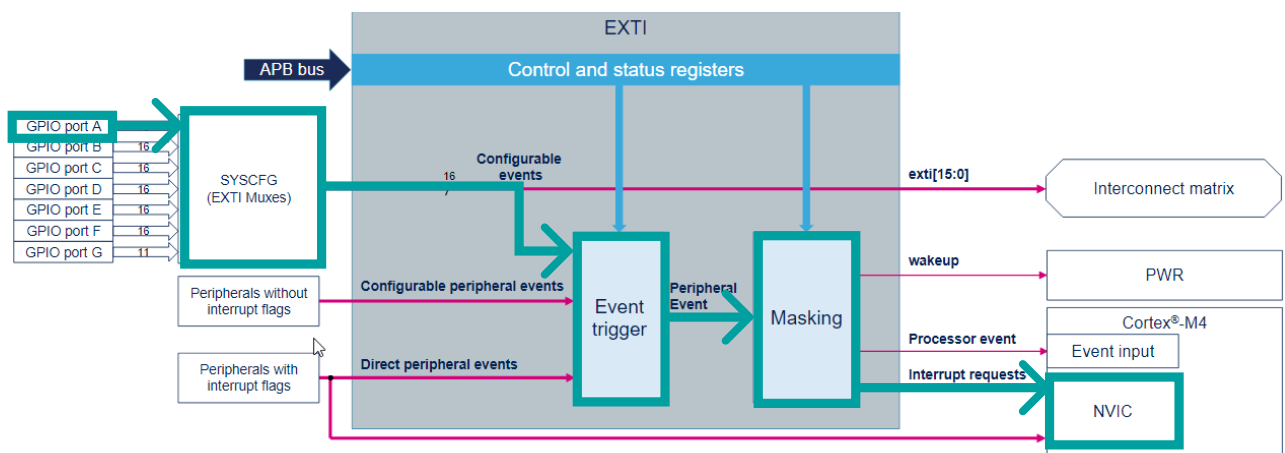 EXTI
APB bus
Control and status registers
GPIO port A
GPIO port B
16
GPIO port C
16
GPIO port D
16
GPIO port E
16
GPIO port F
16
GPIO port G
11
SYSCFG
(EXTI Muxes)
16
/
Configurable
events
exti[15:0]
Interconnect matrix
Peripherals without
interrupt flags
Configurable peripheral events
Event
trigger
Peripheral
Event
Masking
wakeup
PWR
Cortex®-M4
Processor event
Event input
Peripherals with
interrupt flags
Direct peripheral events
Interrupt requests
NVIC